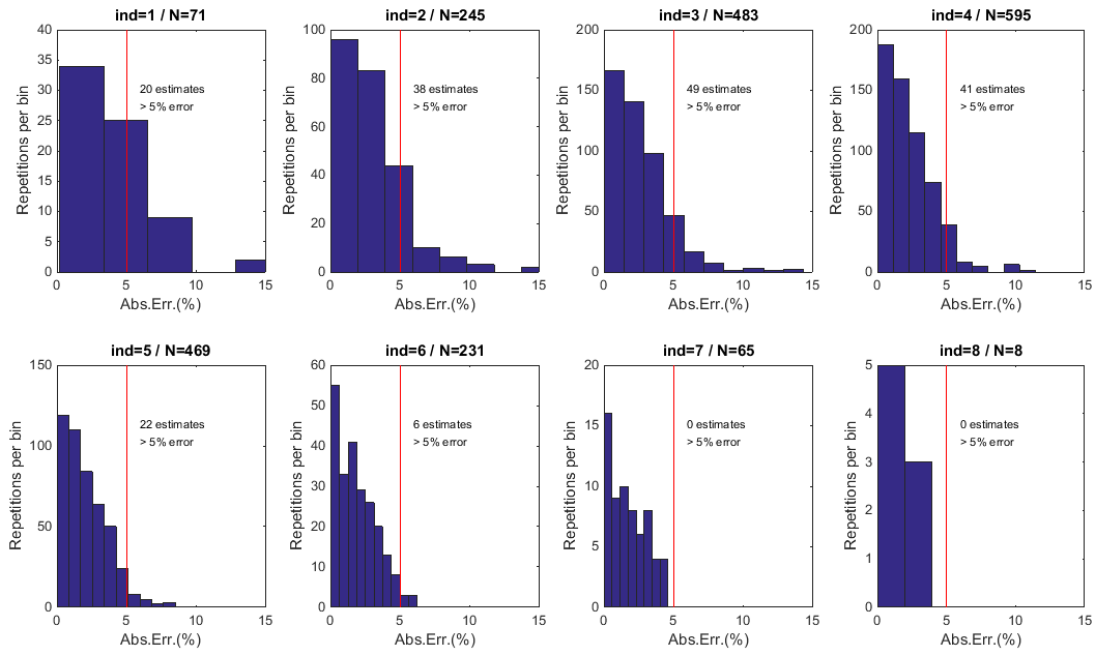 ind=1 / N=71
40
35
30
25
20
15
10
5
0
Repetitions per bin
20 estimates
> 5% error
0 5 10 15
Abs.Err.(%)
ind=2 / N=245
100
80
60
40
20
0
Repetitions per bin
38 estimates
> 5% error
0 5 10 15
Abs.Err.(%)
ind=3 / N=483
200
150
100
50
0
Repetitions per bin
49 estimates
> 5% error
0 5 10 15
Abs.Err.(%)
ind=4 / N=595
200
150
100
50
0
Repetitions per bin
41 estimates
> 5% error
0 5 10 15
Abs.Err.(%)
ind=5 / N=469
150
100
50
0
Repetitions per bin
22 estimates
> 5% error
0 5 10 15
Abs.Err.(%)
ind=6 / N=231
60
50
40
30
20
10
0
Repetitions per bin
6 estimates
> 5% error
0 5 10 15
Abs.Err.(%)
ind=7 / N=65
20
15
10
5
0
Repetitions per bin
0 estimates
> 5% error
0 5 10 15
Abs.Err.(%)
ind=8 / N=8
5
4
3
2
1
0
Repetitions per bin
0 estimates
> 5% error
0 5 10 15
Abs.Err.(%)